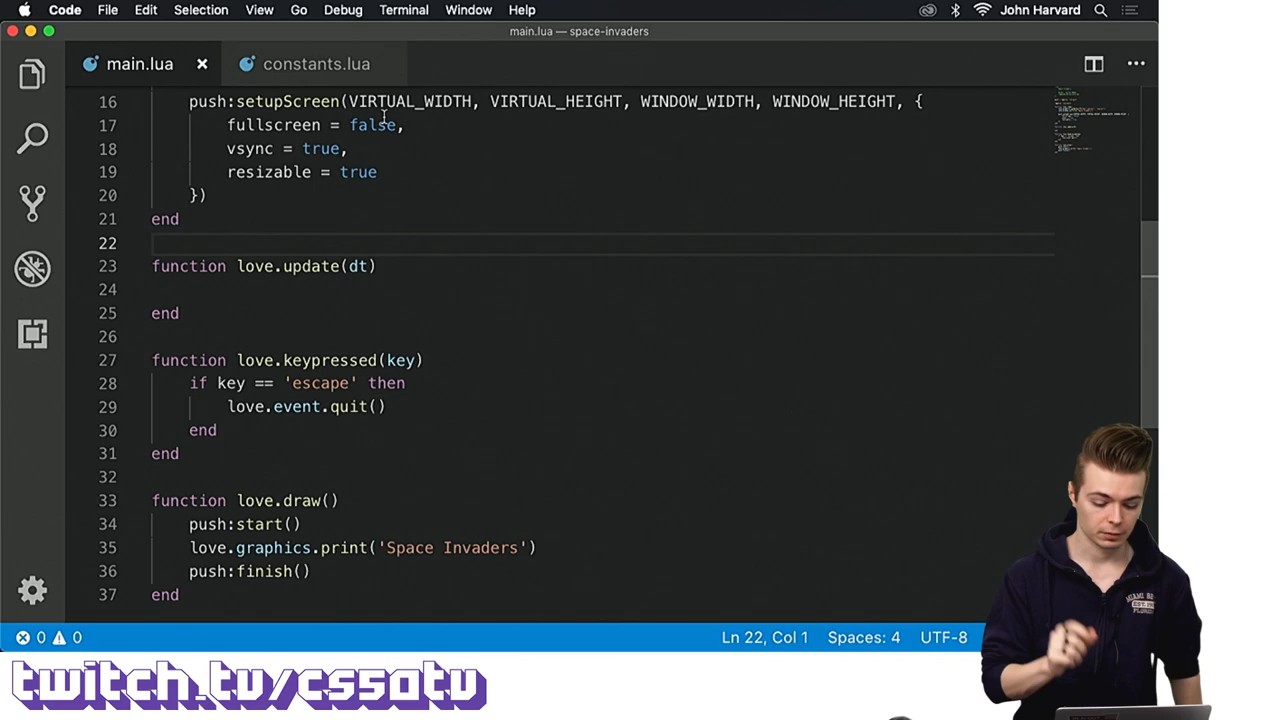 Code File Edit Selection View Go Debug Terminal Window Help John Harvard
main.lua — space-invaders
main.lua constants.lua
16 push:setupScreen(VIRTUAL_WIDTH, VIRTUAL_HEIGHT, WINDOW_WIDTH, WINDOW_HEIGHT, {
17 fullscreen = false,
18 vsync = true,
19 resizable = true
20 })
21 end
22
23 function love.update(dt)
24
25 end
26
27 function love.keypressed(key)
28 if key == 'escape' then
29 love.event.quit()
30 end
31 end
32
33 function love.draw()
34 push:start()
35 love.graphics.print('Space Invaders')
36 push:finish()
37 end
0 0 Ln 22, Col 1 Spaces: 4 UTF-8
twitch.tv/cs50tv
MIAMI
EST.